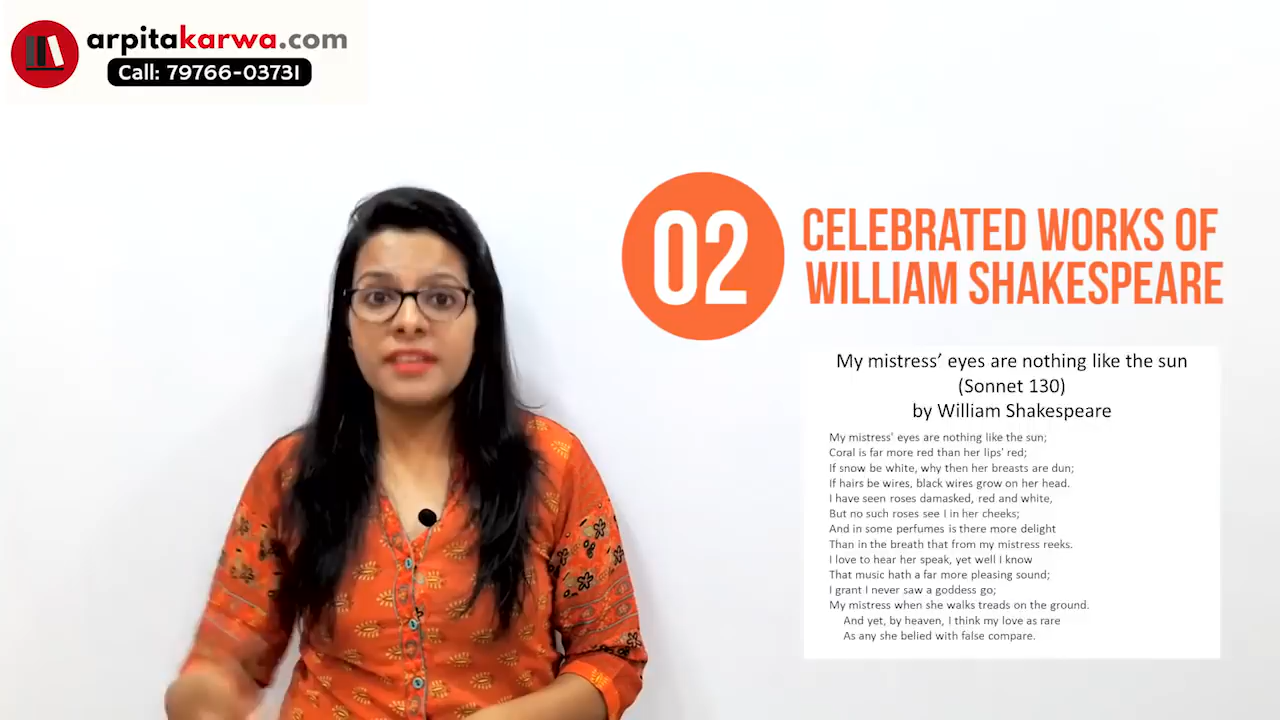 arpitakarwa.com
Call: 79766-03731
02
CELEBRATED WORKS OF
WILLIAM SHAKESPEARE
My mistress’ eyes are nothing like the sun
(Sonnet 130)
by William Shakespeare
My mistress' eyes are nothing like the sun;
Coral is far more red than her lips' red;
If snow be white, why then her breasts are dun;
If hairs be wires, black wires grow on her head.
I have seen roses damasked, red and white,
But no such roses see I in her cheeks;
And in some perfumes is there more delight
Than in the breath that from my mistress reeks.
I love to hear her speak, yet well I know
That music hath a far more pleasing sound;
I grant I never saw a goddess go;
My mistress when she walks treads on the ground.
And yet, by heaven, I think my love as rare
As any she belied with false compare.